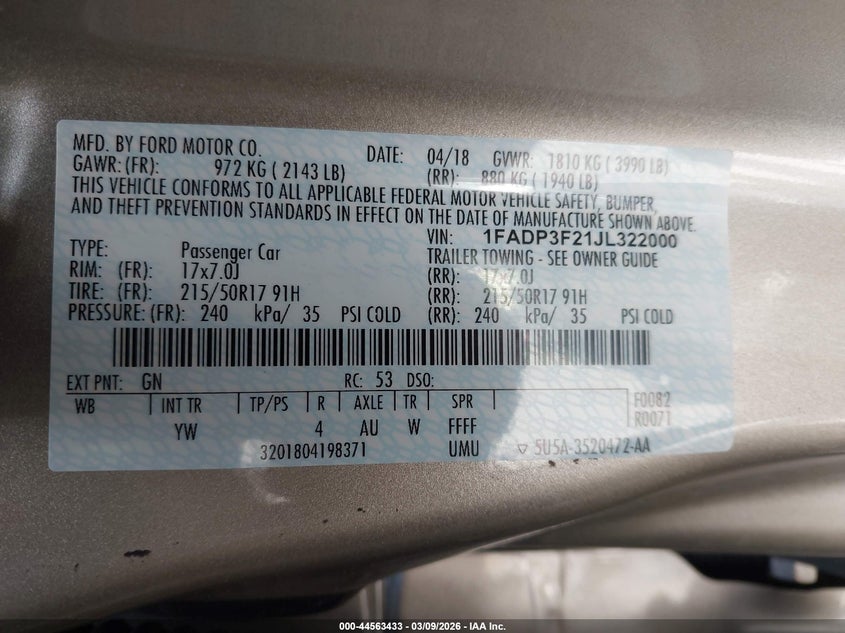 MFD. BY FORD MOTOR CO. DATE: 04/18 GVWR: 1810 KG ( 3990 LB)
GAWR: (FR): 972 KG ( 2143 LB) (RR): 880 KG ( 1940 LB)
THIS VEHICLE CONFORMS TO ALL APPLICABLE FEDERAL MOTOR VEHICLE SAFETY, BUMPER,
AND THEFT PREVENTION STANDARDS IN EFFECT ON THE DATE OF MANUFACTURE SHOWN ABOVE.
VIN: 1FADP3F21JL322000
TYPE: Passenger Car TRAILER TOWING - SEE OWNER GUIDE
RIM: (FR): 17x7.0J (RR): 17x7.0J
TIRE: (FR): 215/50R17 91H (RR): 215/50R17 91H
PRESSURE: (FR): 240 kPa/ 35 PSI COLD (RR): 240 kPa/ 35 PSI COLD
EXT PNT: GN RC: 53 DSO:
WB INT TR TP/PS R AXLE TR SPR F0082
R0071
YW 4 AU W FFFF
3201804198371 UMU ▽ 5U5A-3520472-AA
000-44563433 | 03/09/2026 - IAA Inc.